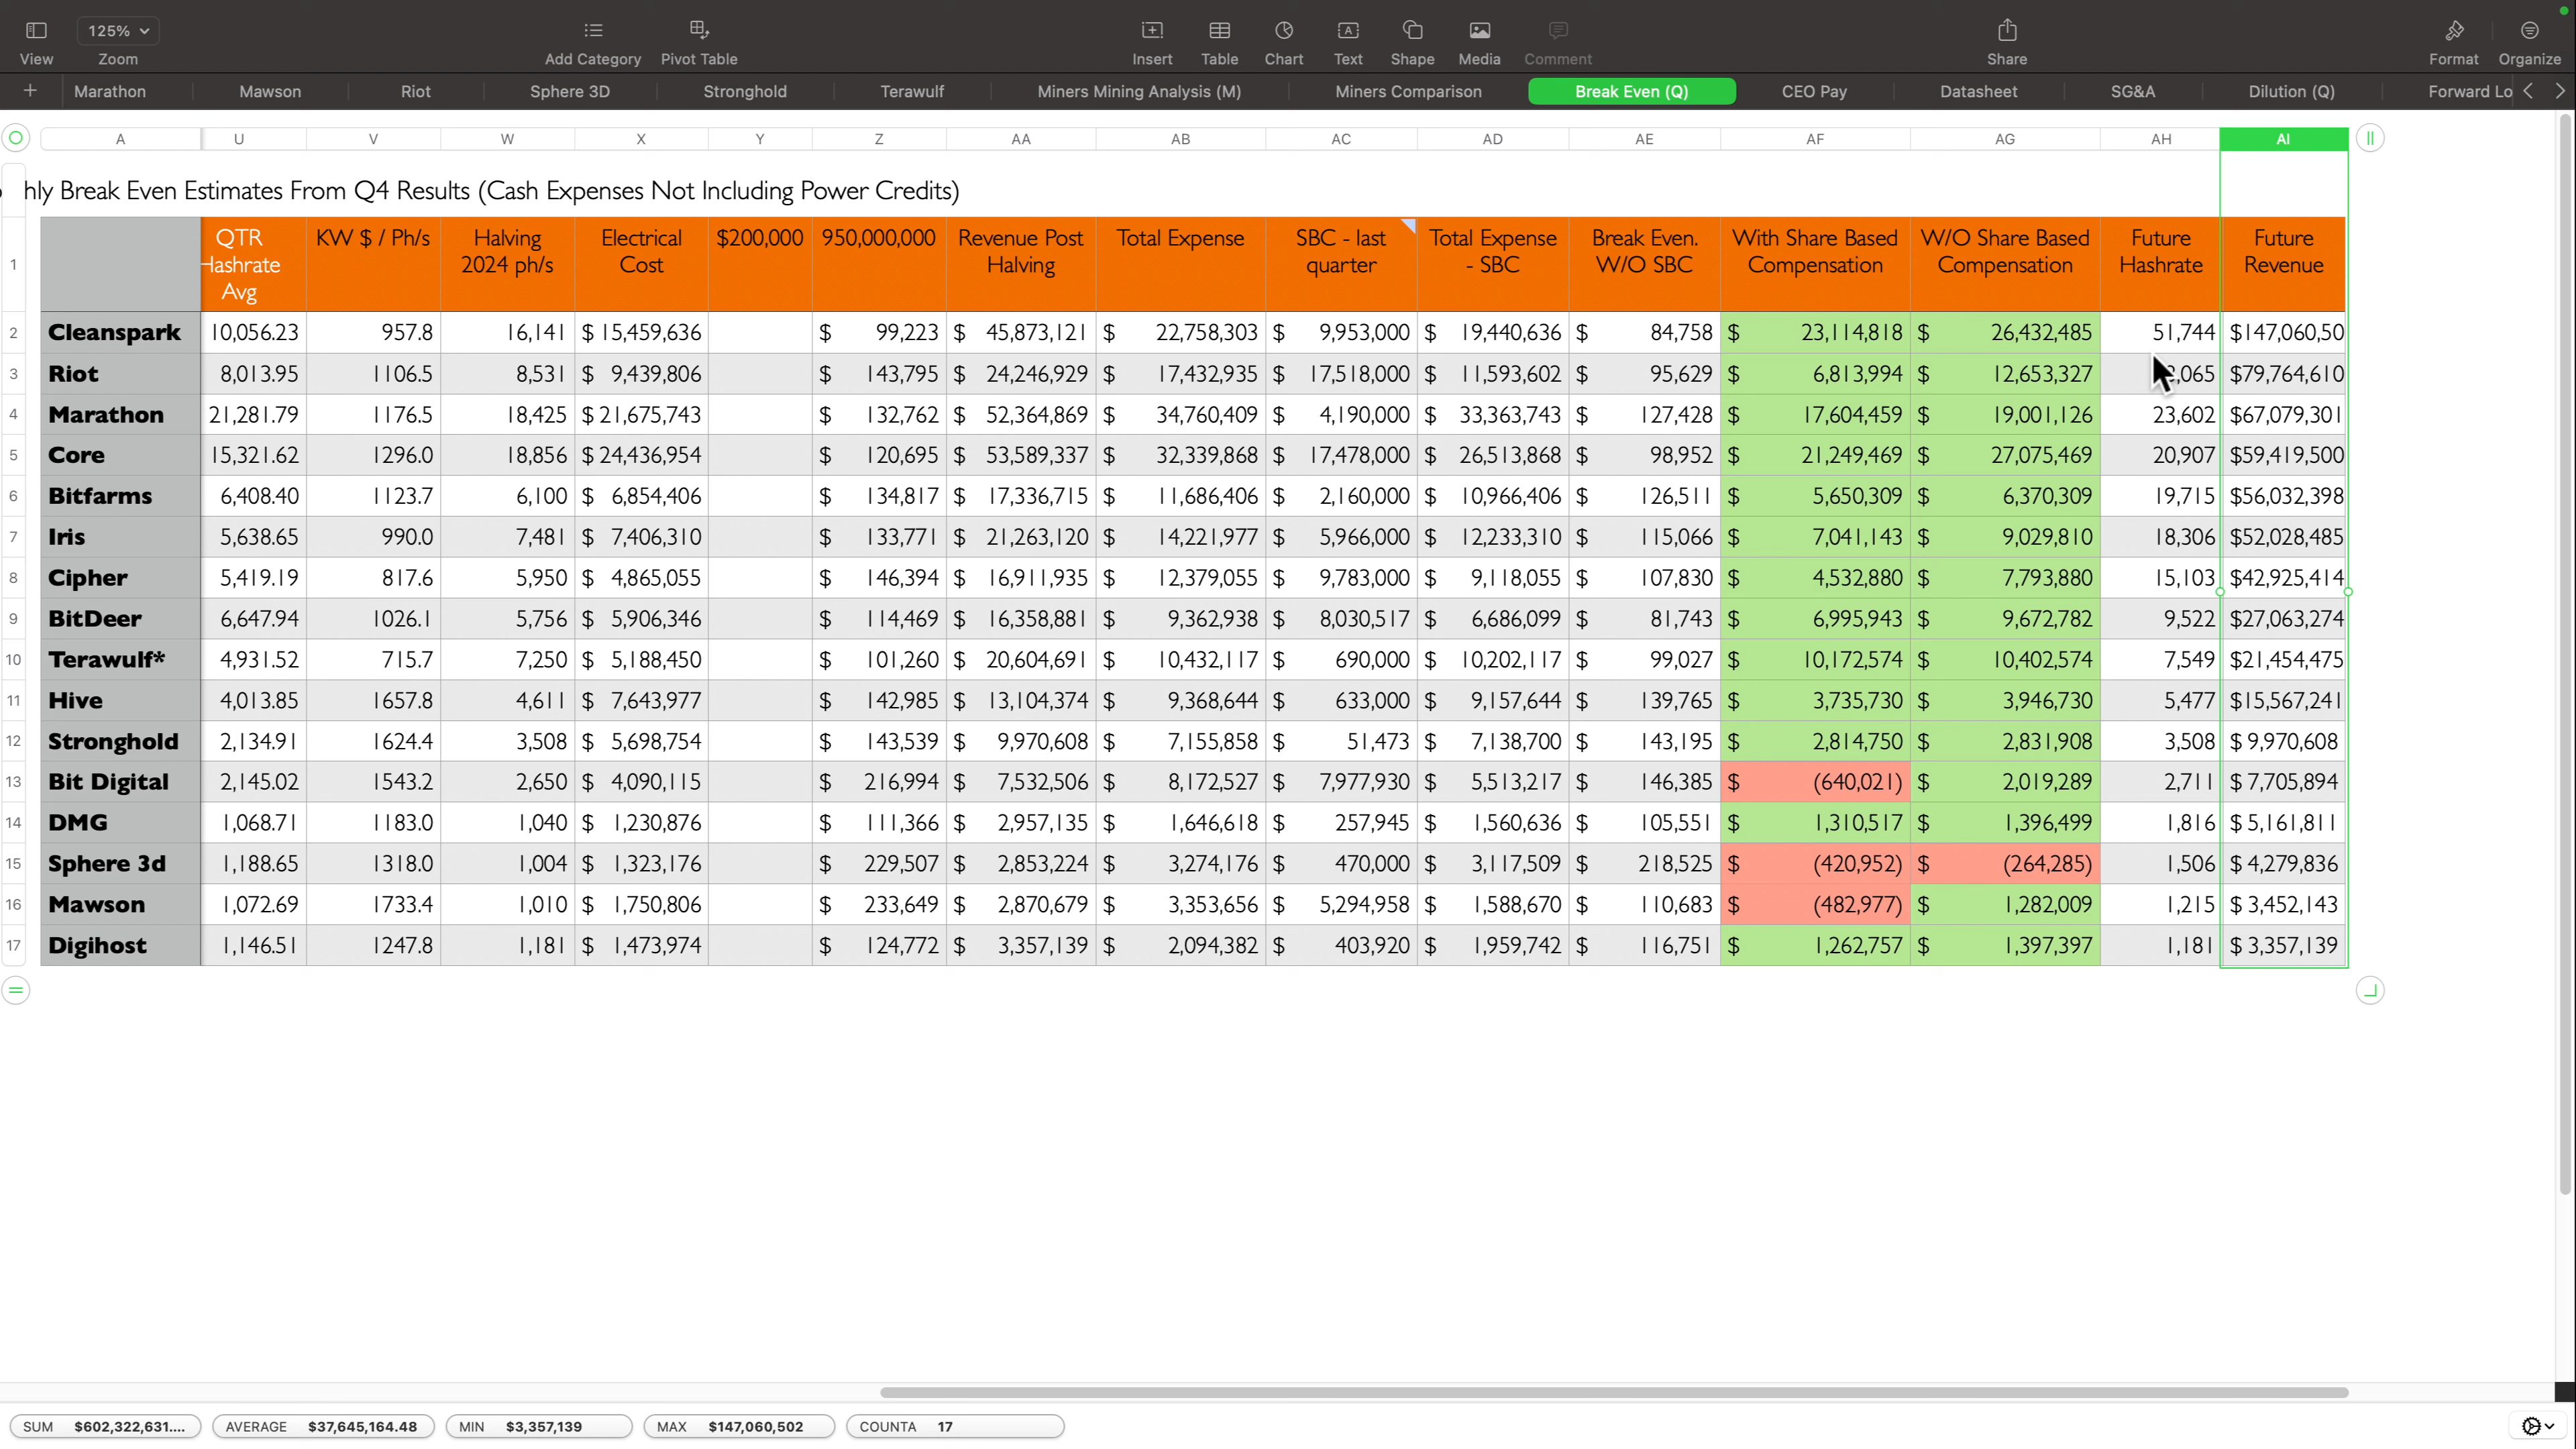 125%
View Zoom Add Category Pivot Table Insert Table Chart Text Shape Media Comment Share Format Organize
+ Marathon Mawson Riot Sphere 3D Stronghold Terawulf Miners Mining Analysis (M) Miners Comparison Break Even (Q) CEO Pay Datasheet SG&A Dilution (Q) Forward Lo
A U V W X Y Z AA AB AC AD AE AF AG AH AI
hly Break Even Estimates From Q4 Results (Cash Expenses Not Including Power Credits)
1 QTR Hashrate Avg KW $ / Ph/s Halving 2024 ph/s Electrical Cost $200,000 950,000,000 Revenue Post Halving Total Expense SBC - last quarter Total Expense - SBC Break Even. W/O SBC With Share Based Compensation W/O Share Based Compensation Future Hashrate Future Revenue
2 Cleanspark 10,056.23 957.8 16,141 $ 15,459,636 $ 99,223 $ 45,873,121 $ 22,758,303 $ 9,953,000 $ 19,440,636 $ 84,758 $ 23,114,818 $ 26,432,485 51,744 $147,060,50
3 Riot 8,013.95 1106.5 8,531 $ 9,439,806 $ 143,795 $ 24,246,929 $ 17,432,935 $ 17,518,000 $ 11,593,602 $ 95,629 $ 6,813,994 $ 12,653,327 ,065 $79,764,610
4 Marathon 21,281.79 1176.5 18,425 $ 21,675,743 $ 132,762 $ 52,364,869 $ 34,760,409 $ 4,190,000 $ 33,363,743 $ 127,428 $ 17,604,459 $ 19,001,126 23,602 $67,079,301
5 Core 15,321.62 1296.0 18,856 $ 24,436,954 $ 120,695 $ 53,589,337 $ 32,339,868 $ 17,478,000 $ 26,513,868 $ 98,952 $ 21,249,469 $ 27,075,469 20,907 $59,419,500
6 Bitfarms 6,408.40 1123.7 6,100 $ 6,854,406 $ 134,817 $ 17,336,715 $ 11,686,406 $ 2,160,000 $ 10,966,406 $ 126,511 $ 5,650,309 $ 6,370,309 19,715 $56,032,398
7 Iris 5,638.65 990.0 7,481 $ 7,406,310 $ 133,771 $ 21,263,120 $ 14,221,977 $ 5,966,000 $ 12,233,310 $ 115,066 $ 7,041,143 $ 9,029,810 18,306 $52,028,485
8 Cipher 5,419.19 817.6 5,950 $ 4,865,055 $ 146,394 $ 16,911,935 $ 12,379,055 $ 9,783,000 $ 9,118,055 $ 107,830 $ 4,532,880 $ 7,793,880 15,103 $42,925,414
9 BitDeer 6,647.94 1026.1 5,756 $ 5,906,346 $ 114,469 $ 16,358,881 $ 9,362,938 $ 8,030,517 $ 6,686,099 $ 81,743 $ 6,995,943 $ 9,672,782 9,522 $27,063,274
10 Terawulf* 4,931.52 715.7 7,250 $ 5,188,450 $ 101,260 $ 20,604,691 $ 10,432,117 $ 690,000 $ 10,202,117 $ 99,027 $ 10,172,574 $ 10,402,574 7,549 $21,454,475
11 Hive 4,013.85 1657.8 4,611 $ 7,643,977 $ 142,985 $ 13,104,374 $ 9,368,644 $ 633,000 $ 9,157,644 $ 139,765 $ 3,735,730 $ 3,946,730 5,477 $15,567,241
12 Stronghold 2,134.91 1624.4 3,508 $ 5,698,754 $ 143,539 $ 9,970,608 $ 7,155,858 $ 51,473 $ 7,138,700 $ 143,195 $ 2,814,750 $ 2,831,908 3,508 $ 9,970,608
13 Bit Digital 2,145.02 1543.2 2,650 $ 4,090,115 $ 216,994 $ 7,532,506 $ 8,172,527 $ 7,977,930 $ 5,513,217 $ 146,385 $ (640,021) $ 2,019,289 2,711 $ 7,705,894
14 DMG 1,068.71 1183.0 1,040 $ 1,230,876 $ 111,366 $ 2,957,135 $ 1,646,618 $ 257,945 $ 1,560,636 $ 105,551 $ 1,310,517 $ 1,396,499 1,816 $ 5,161,811
15 Sphere 3d 1,188.65 1318.0 1,004 $ 1,323,176 $ 229,507 $ 2,853,224 $ 3,274,176 $ 470,000 $ 3,117,509 $ 218,525 $ (420,952) $ (264,285) 1,506 $ 4,279,836
16 Mawson 1,072.69 1733.4 1,010 $ 1,750,806 $ 233,649 $ 2,870,679 $ 3,353,656 $ 5,294,958 $ 1,588,670 $ 110,683 $ (482,977) $ 1,282,009 1,215 $ 3,452,143
17 Digihost 1,146.51 1247.8 1,181 $ 1,473,974 $ 124,772 $ 3,357,139 $ 2,094,382 $ 403,920 $ 1,959,742 $ 116,751 $ 1,262,757 $ 1,397,397 1,181 $ 3,357,139
SUM $602,322,631.... AVERAGE $37,645,164.48 MIN $3,357,139 MAX $147,060,502 COUNTA 17